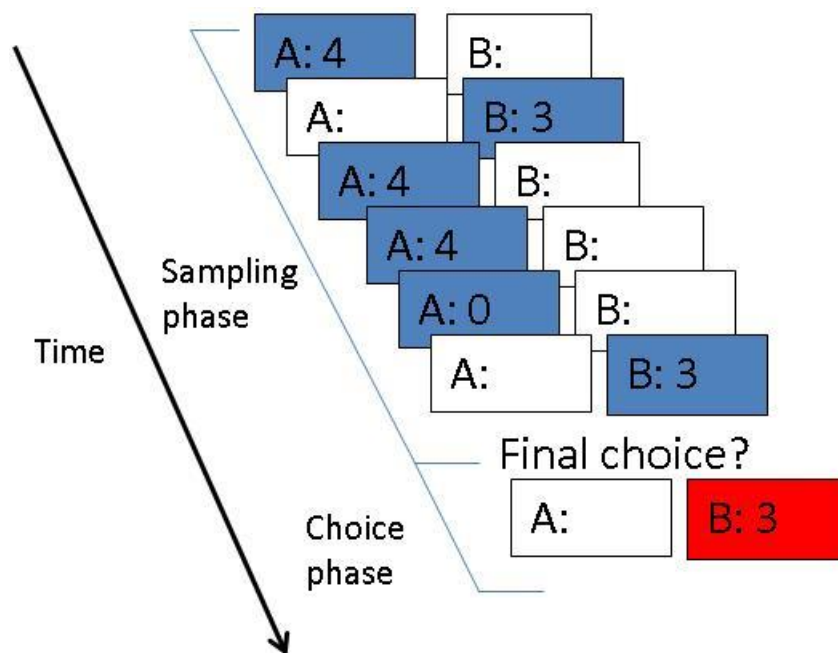 A: 4 B:
A: B: 3
A: 4 B:
A: 4 B:
Sampling
phase
A: 0 B:
Time
A: B: 3
Final choice?
A: B: 3
Choice
phase